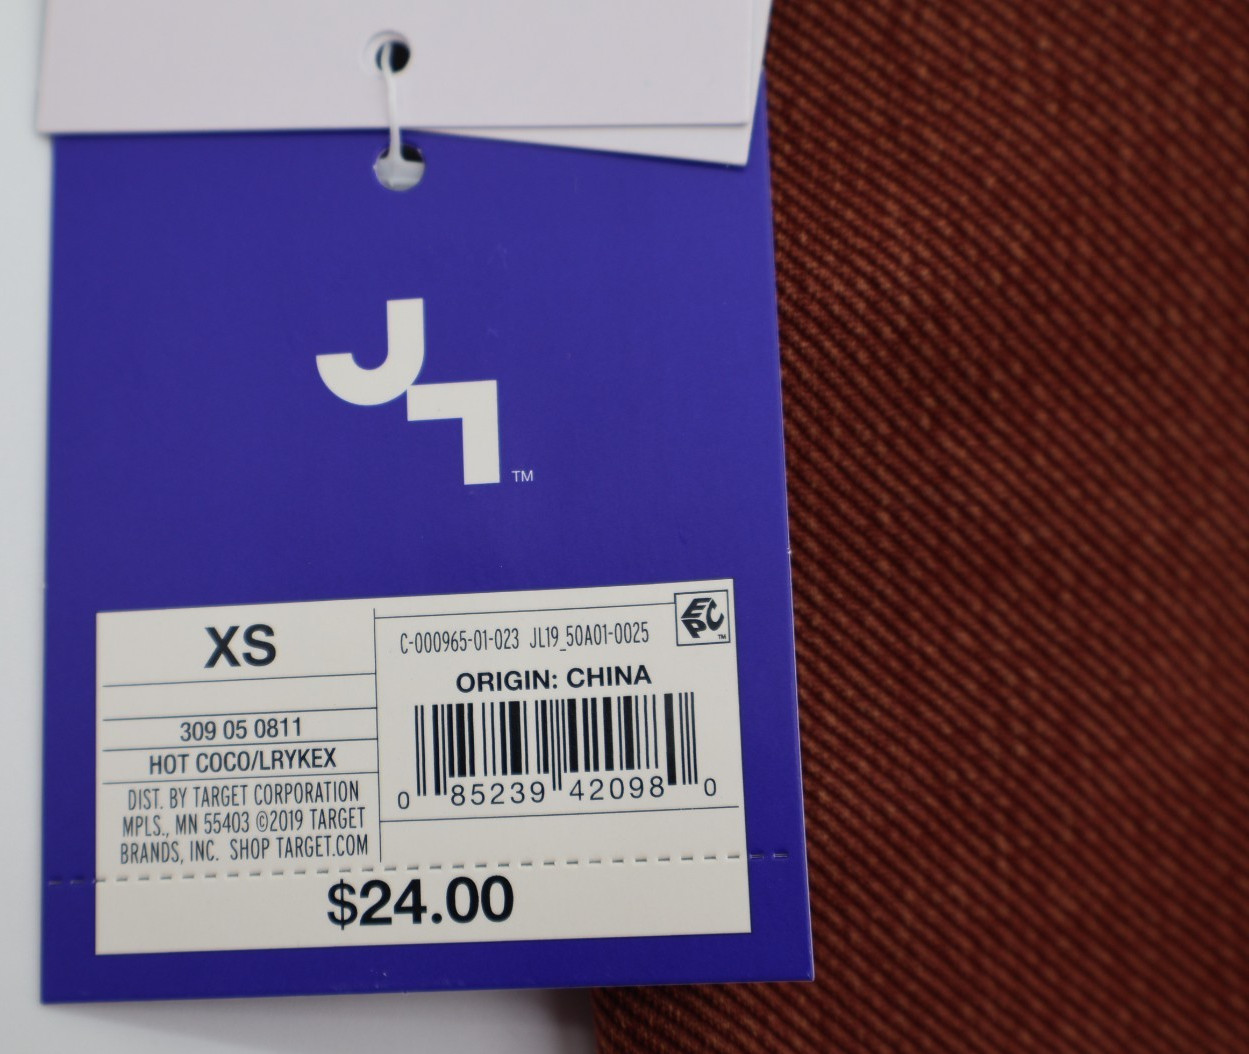 J
L
TM
XS
C-000965-01-023 JL19_50A01-0025
EPC
TM
ORIGIN: CHINA
309 05 0811
HOT COCO/LRYKEX
DIST. BY TARGET CORPORATION
MPLS., MN 55403 ©2019 TARGET
BRANDS, INC. SHOP TARGET.COM
0 85239 42098 0
$24.00